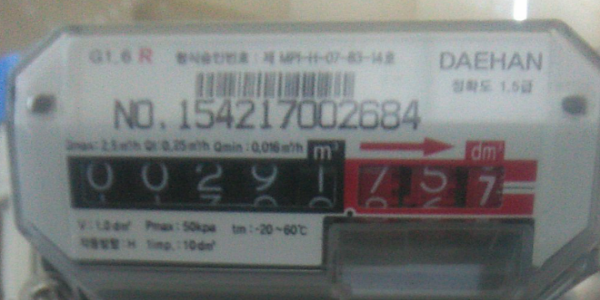 G1.6 R 형식승인번호 : 제 MPI-H-07-83-14호 DAEHAN
정확도 1.5급
NO. 154217002684
Qmax: 2.5m³/h Qt: 0.25m³/h Qmin: 0.016m³/h m³ dm³
0 0 2 9 1 7 5 7
V: 1.0dm³ Pmax: 50kpa tm: -20~60℃
1imp.: 10dm³